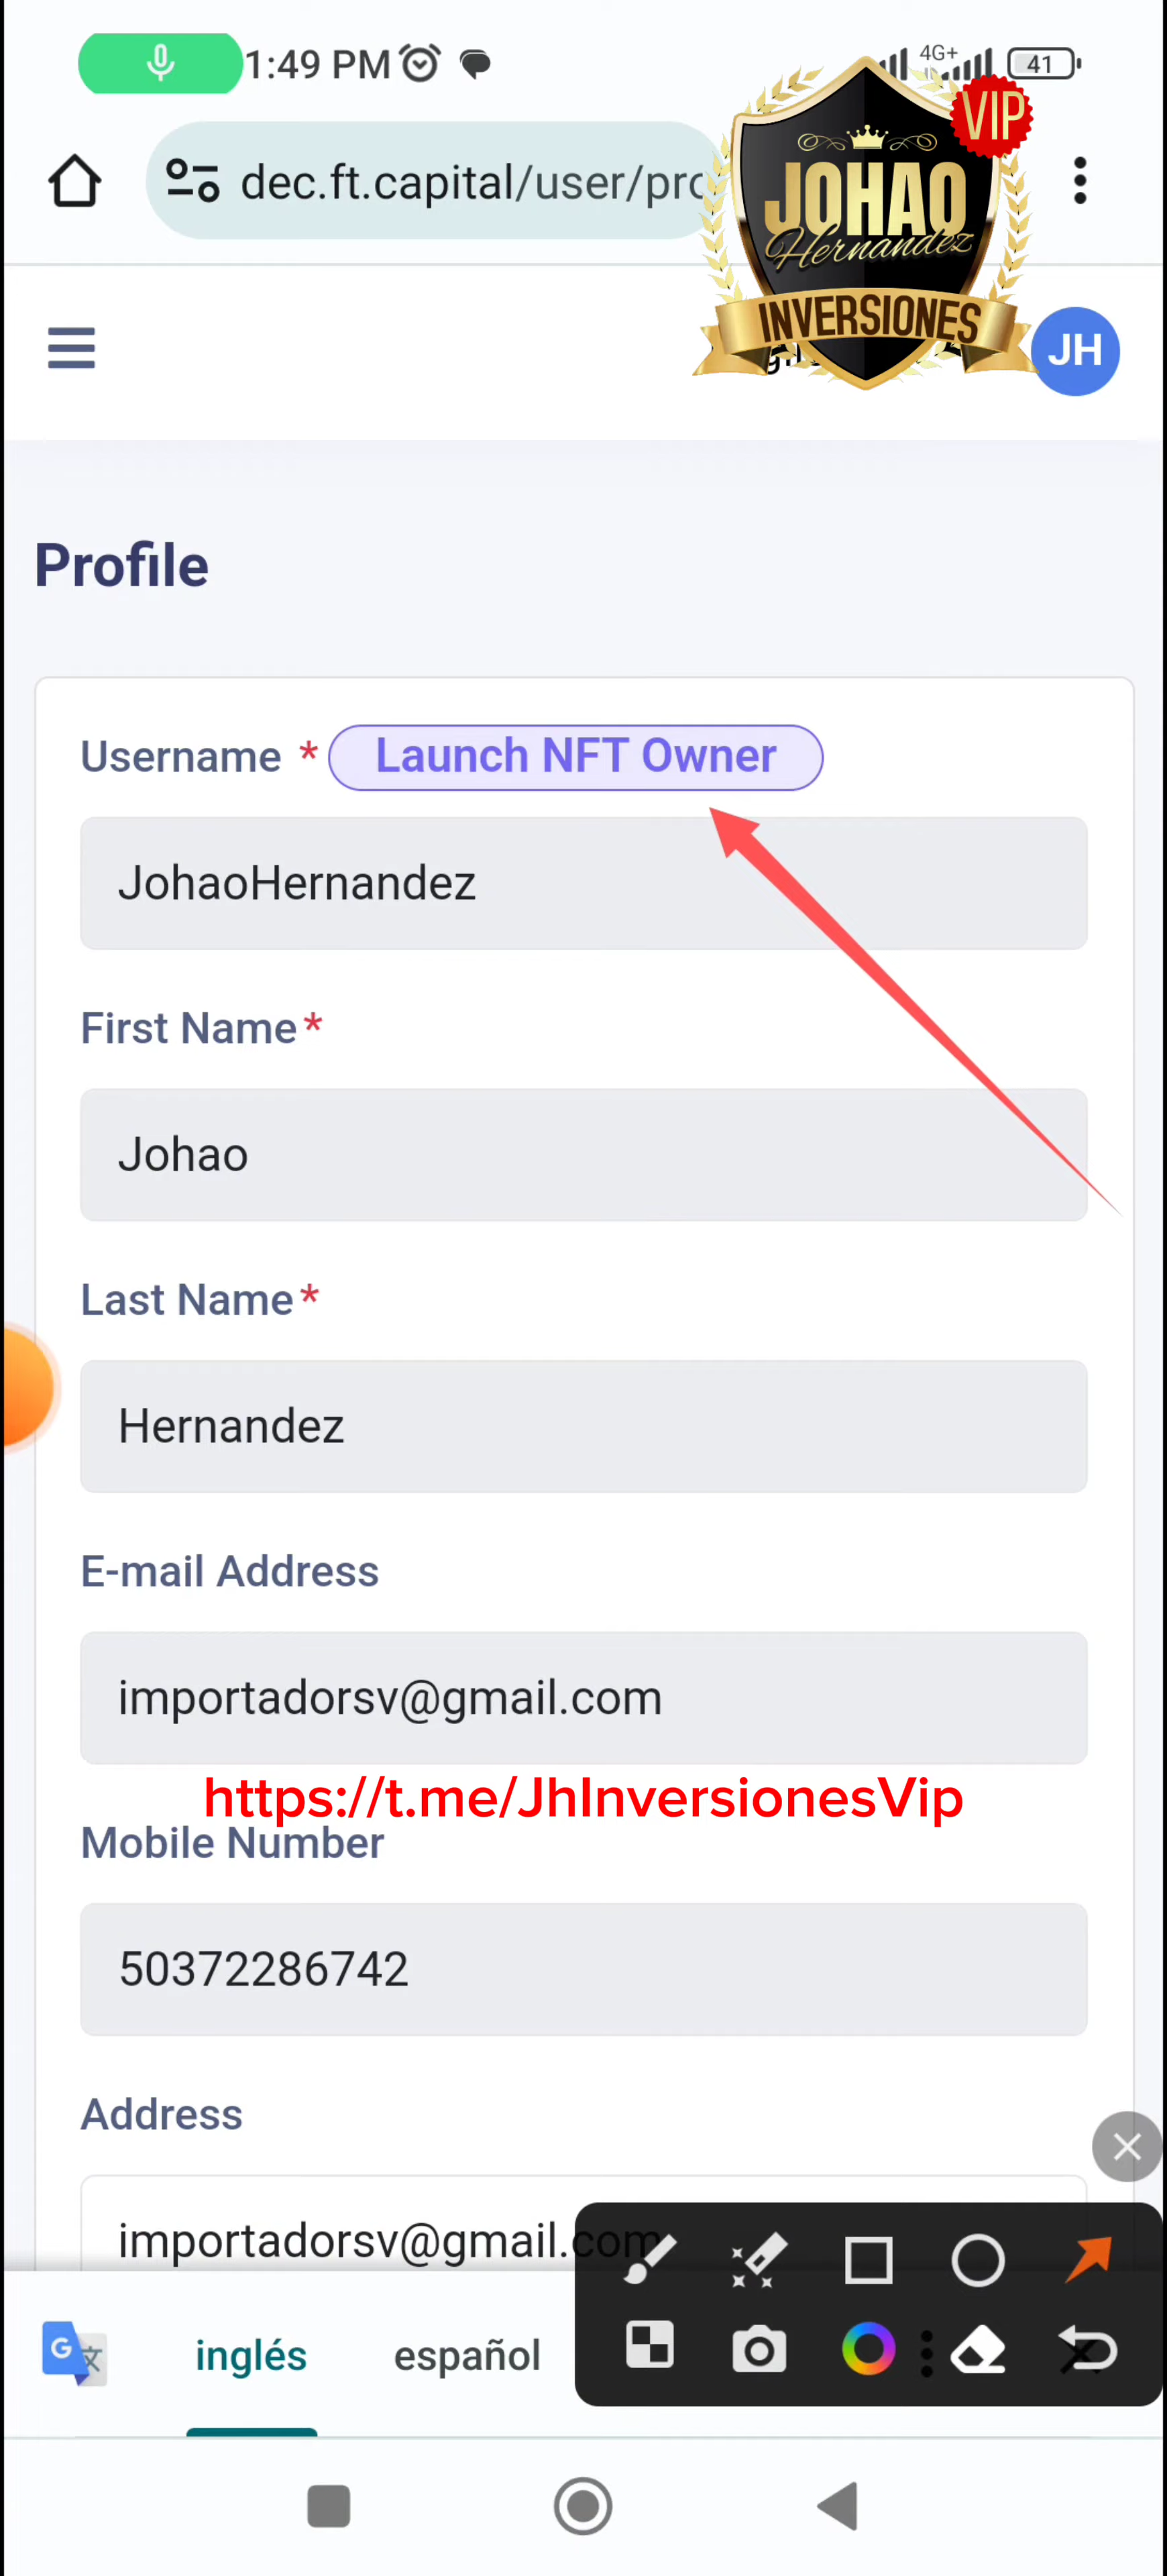 1:49 PM
4G+
41
dec.ft.capital/user/pro
VIP
JOHAO
Hernandez
INVERSIONES
JH
Profile
Username *
Launch NFT Owner
JohaoHernandez
First Name*
Johao
Last Name*
Hernandez
E-mail Address
importadorsv@gmail.com
https://t.me/JhInversionesVip
Mobile Number
50372286742
Address
importadorsv@gmail.com
G
文
inglés
español